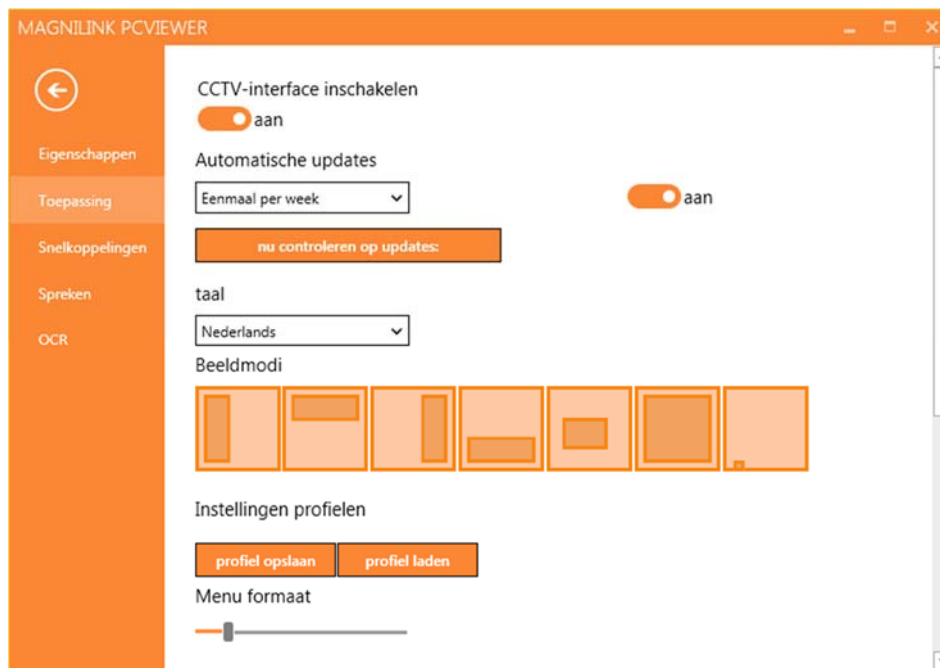 MAGNILINK PCVIEWER
CCTV-interface inschakelen
aan
Eigenschappen
Automatische updates
Toepassing
Eenmaal per week
aan
Snelkoppelingen
nu controleren op updates:
Spreken
taal
OCR
Nederlands
Beeldmodi
Instellingen profielen
profiel opslaan
profiel laden
Menu formaat